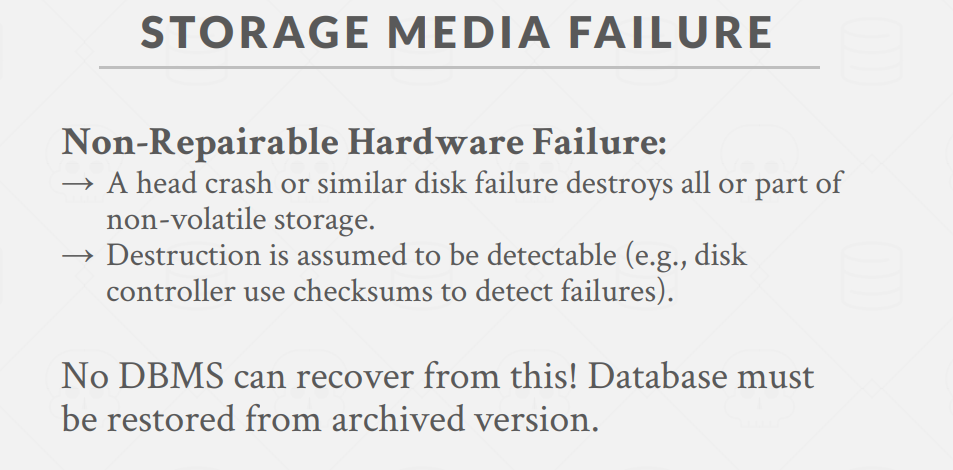 STORAGE MEDIA FAILURE
Non-Repairable Hardware Failure:
→ A head crash or similar disk failure destroys all or part of
non-volatile storage.
→ Destruction is assumed to be detectable (e.g., disk
controller use checksums to detect failures).
No DBMS can recover from this! Database must
be restored from archived version.